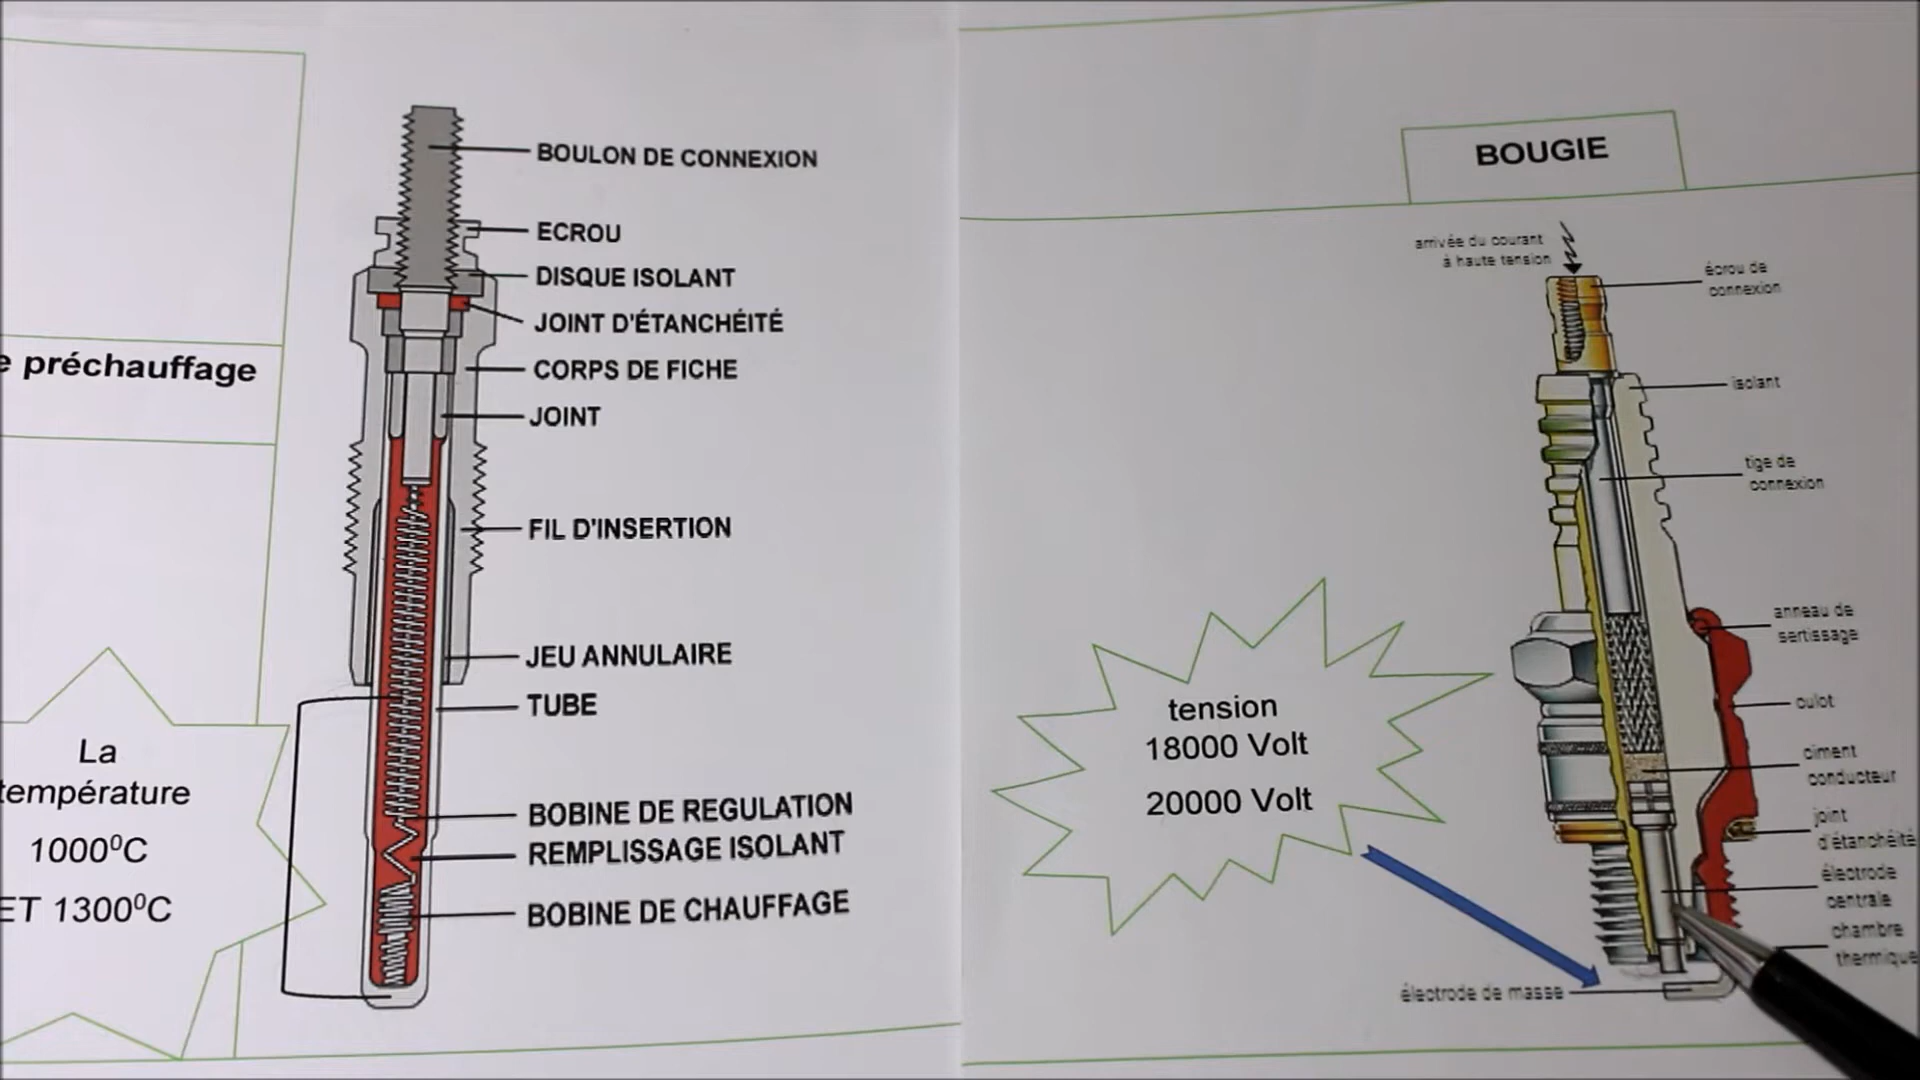 e préchauffage
La
température
1000⁰C
ET 1300⁰C
BOULON DE CONNEXION
ECROU
DISQUE ISOLANT
JOINT D'ÉTANCHÉITÉ
CORPS DE FICHE
JOINT
FIL D'INSERTION
JEU ANNULAIRE
TUBE
BOBINE DE REGULATION
REMPLISSAGE ISOLANT
BOBINE DE CHAUFFAGE
BOUGIE
arrivée du courant
à haute tension
écrou de
connexion
isolant
tige de
connexion
anneau de
sertissage
culot
ciment
conducteur
joint
d'étanchéité
électrode
centrale
chambre
thermique
électrode de masse
tension
18000 Volt
20000 Volt